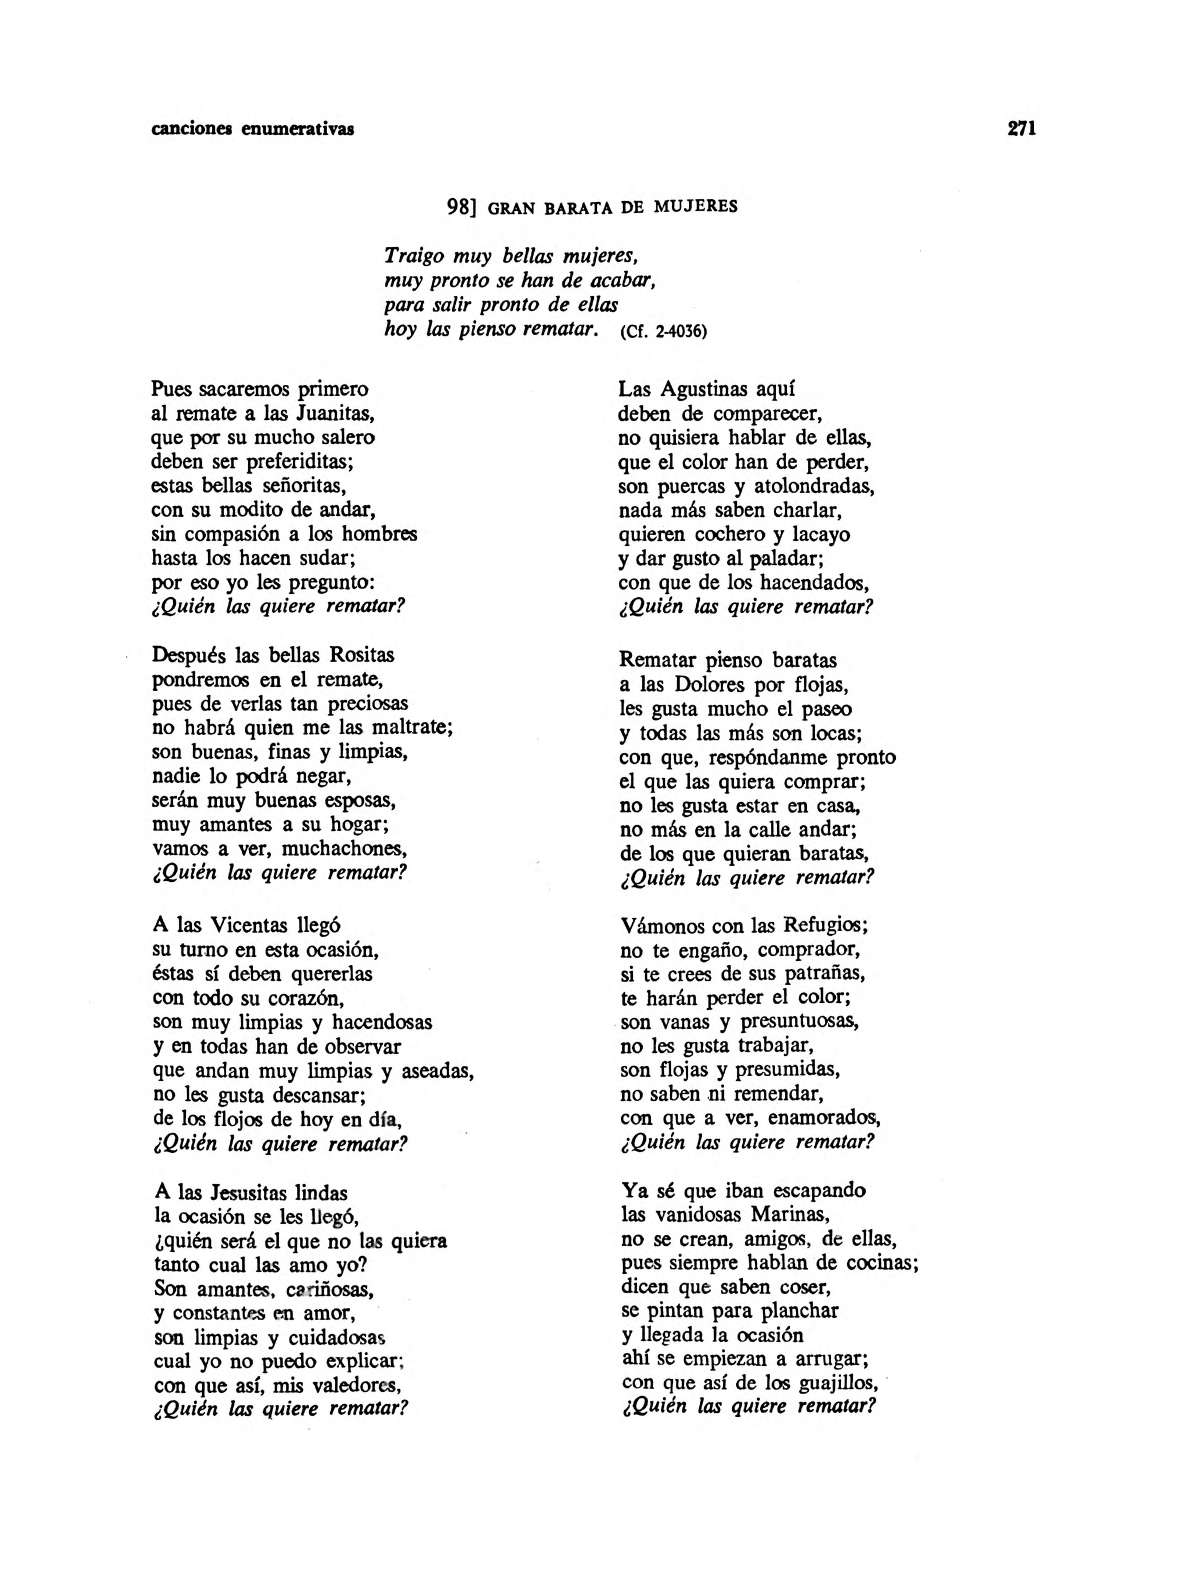 canciones enumerativas 271
98] GRAN BARATA DE MUJERES
Traigo muy bellas mujeres,
muy pronto se han de acabar,
para salir pronto de ellas
hoy las pienso rematar. (Cf. 2-4036)
Pues sacaremos primero
al remate a las Juanitas,
que por su mucho salero
deben ser preferiditas;
estas bellas señoritas,
con su modito de andar,
sin compasión a los hombres
hasta los hacen sudar;
por eso yo les pregunto:
¿Quién las quiere rematar?
Después las bellas Rositas
pondremos en el remate,
pues de verlas tan preciosas
no habrá quien me las maltrate;
son buenas, finas y limpias,
nadie lo podrá negar,
serán muy buenas esposas,
muy amantes a su hogar;
vamos a ver, muchachones,
¿Quién las quiere rematar?
A las Vicentas llegó
su turno en esta ocasión,
éstas sí deben quererlas
con todo su corazón,
son muy limpias y hacendosas
y en todas han de observar
que andan muy limpias y aseadas,
no les gusta descansar;
de los flojos de hoy en día,
¿Quién las quiere rematar?
A las Jesusitas lindas
la ocasión se les llegó,
¿quién será el que no las quiera
tanto cual las amo yo?
Son amantes, cariñosas,
y constantes en amor,
son limpias y cuidadosas
cual yo no puedo explicar;
con que así, mis valedores,
¿Quién las quiere rematar?
Las Agustinas aquí
deben de comparecer,
no quisiera hablar de ellas,
que el color han de perder,
son puercas y atolondradas,
nada más saben charlar,
quieren cochero y lacayo
y dar gusto al paladar;
con que de los hacendados,
¿Quién las quiere rematar?
Rematar pienso baratas
a las Dolores por flojas,
les gusta mucho el paseo
y todas las más son locas;
con que, respóndanme pronto
el que las quiera comprar;
no les gusta estar en casa,
no más en la calle andar;
de los que quieran baratas,
¿Quién las quiere rematar?
Vámonos con las Refugios;
no te engaño, comprador,
si te crees de sus patrañas,
te harán perder el color;
son vanas y presuntuosas,
no les gusta trabajar,
son flojas y presumidas,
no saben ni remendar,
con que a ver, enamorados,
¿Quién las quiere rematar?
Ya sé que iban escapando
las vanidosas Marinas,
no se crean, amigos, de ellas,
pues siempre hablan de cocinas;
dicen que saben coser,
se pintan para planchar
y llegada la ocasión
ahí se empiezan a arrugar;
con que así de los guajillos,
¿Quién las quiere rematar?